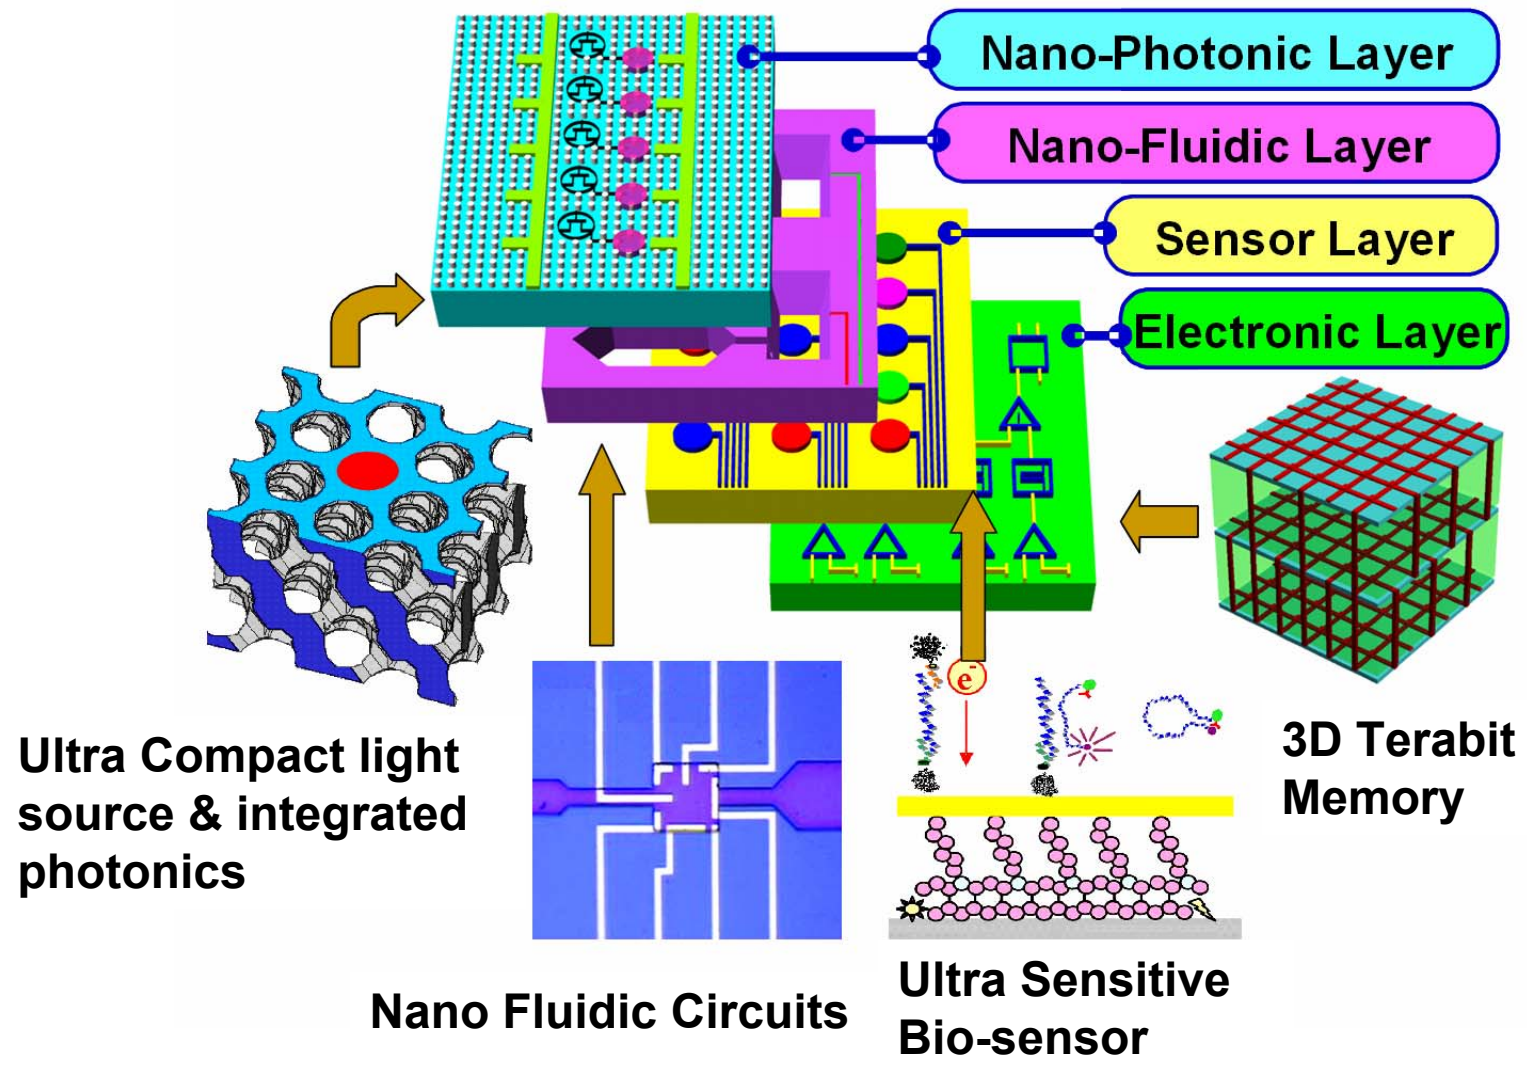 Nano-Photonic Layer
Nano-Fluidic Layer
Sensor Layer
Electronic Layer
e-
Ultra Compact light
source & integrated
photonics
Nano Fluidic Circuits
Ultra Sensitive
Bio-sensor
3D Terabit
Memory